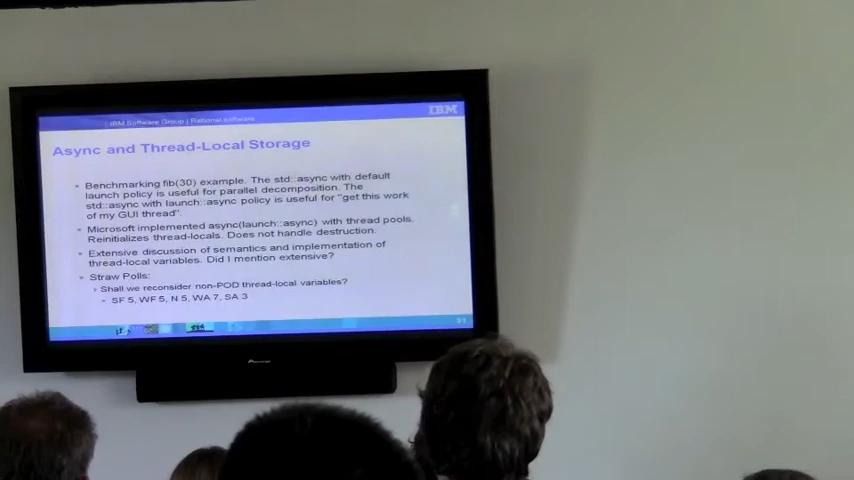 IBM Software Group | Rational software
IBM
Async and Thread-Local Storage
Benchmarking fib(30) example. The std::async with default
launch policy is useful for parallel decomposition. The
std::async with launch::async policy is useful for "get this work
of my GUI thread".
Microsoft implemented async(launch::async) with thread pools.
Reinitializes thread-locals. Does not handle destruction.
Extensive discussion of semantics and implementation of
thread-local variables. Did I mention extensive?
Straw Polls:
Shall we reconsider non-POD thread-local variables?
SF 5, WF 5, N 5, WA 7, SA 3
31
Pioneer